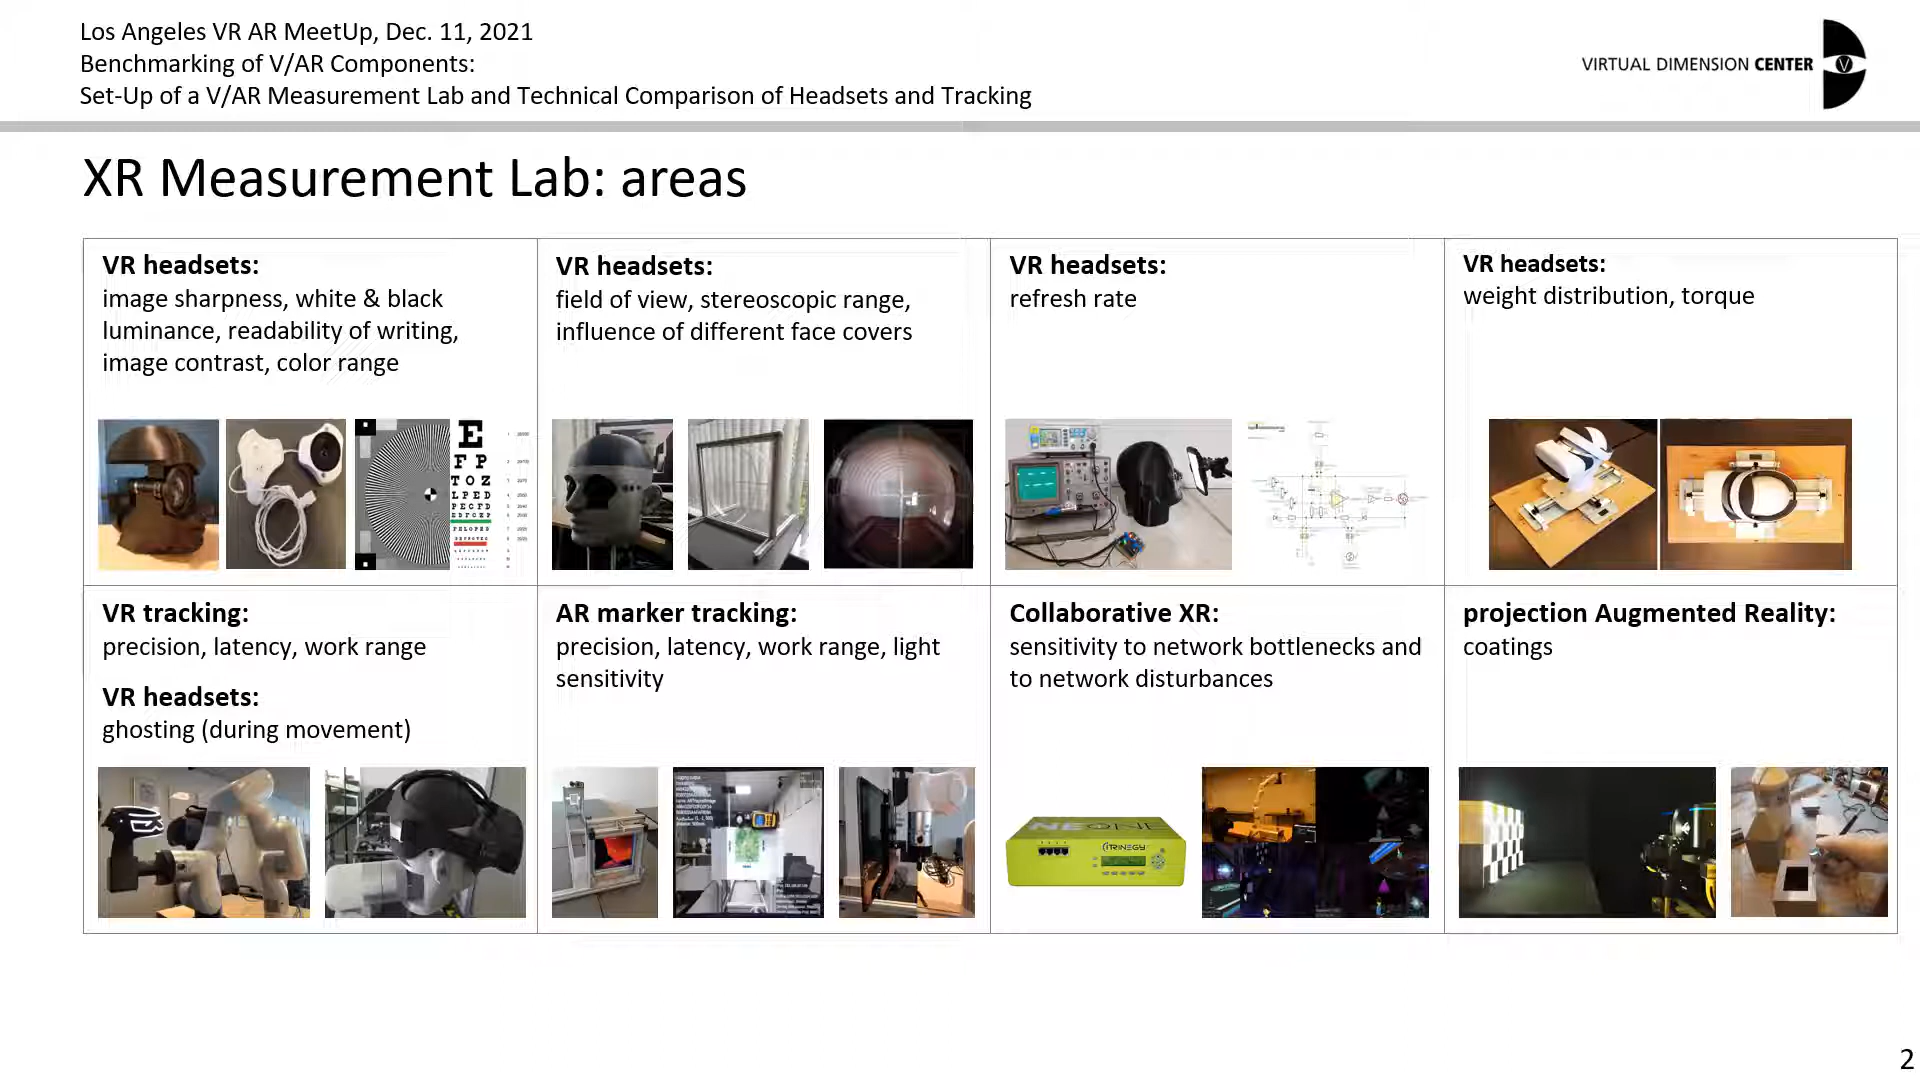 Los Angeles VR AR MeetUp, Dec. 11, 2021
Benchmarking of V/AR Components:
Set-Up of a V/AR Measurement Lab and Technical Comparison of Headsets and Tracking
VIRTUAL DIMENSION CENTER
V
XR Measurement Lab: areas
VR headsets:
image sharpness, white & black
luminance, readability of writing,
image contrast, color range
E
F P
T O Z
L P E D
P E C F D
E D F C Z P
VR headsets:
field of view, stereoscopic range,
influence of different face covers
VR headsets:
refresh rate
VR headsets:
weight distribution, torque
VR tracking:
precision, latency, work range
VR headsets:
ghosting (during movement)
AR marker tracking:
precision, latency, work range, light
sensitivity
Collaborative XR:
sensitivity to network bottlenecks and
to network disturbances
NEONE
iTRINEGY
projection Augmented Reality:
coatings
2